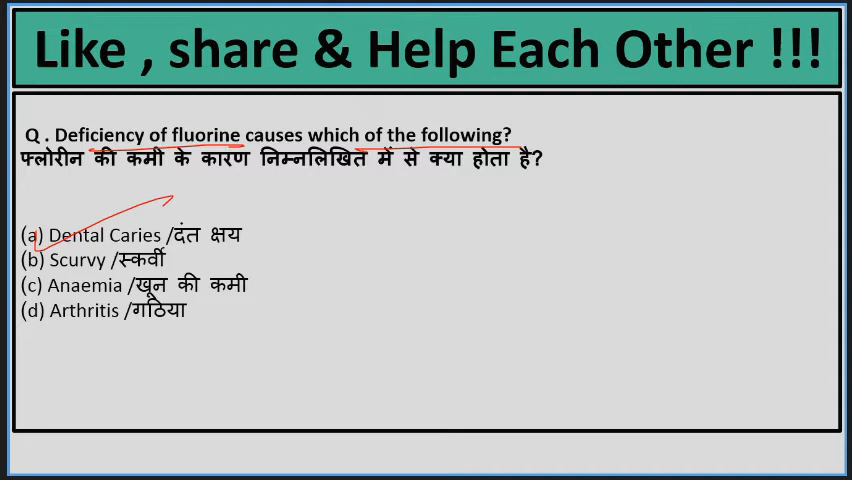 Like , share & Help Each Other !!!
Q . Deficiency of fluorine causes which of the following?
फ्लोरीन की कमी के कारण निम्नलिखित में से क्या होता है?
(a) Dental Caries /दंत क्षय
(b) Scurvy /स्कर्वी
(c) Anaemia /खून की कमी
(d) Arthritis /गठिया